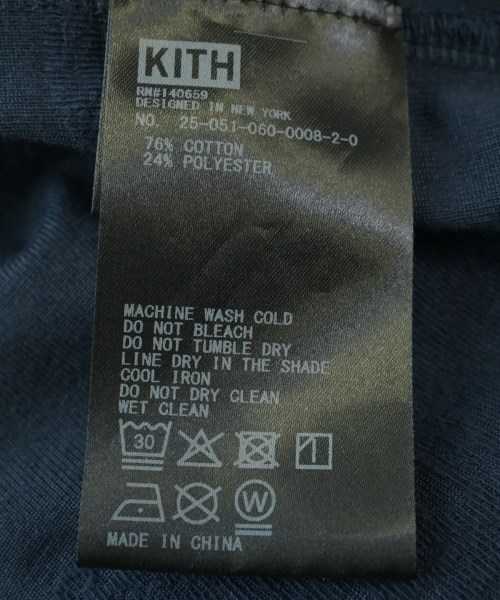 KITH
RN#140659
DESIGNED IN NEW YORK
NO. 25-051-060-0008-2-0
76% COTTON
24% POLYESTER
MACHINE WASH COLD
DO NOT BLEACH
DO NOT TUMBLE DRY
LINE DRY IN THE SHADE
COOL IRON
DO NOT DRY CLEAN
WET CLEAN
30
W
MADE IN CHINA